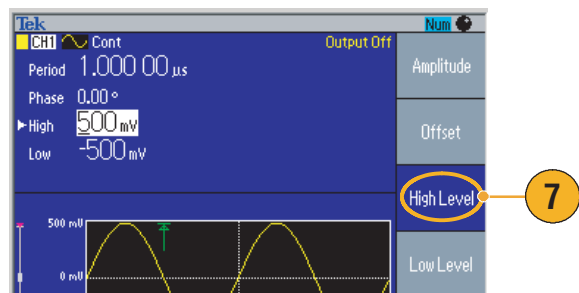 Tek
Num
CH1 Cont
Output Off
Period 1.000 00 µs
Phase 0.00 °
High 500 mV
Low -500 mV
500 mV
0 mV
Amplitude
Offset
High Level
7
Low Level